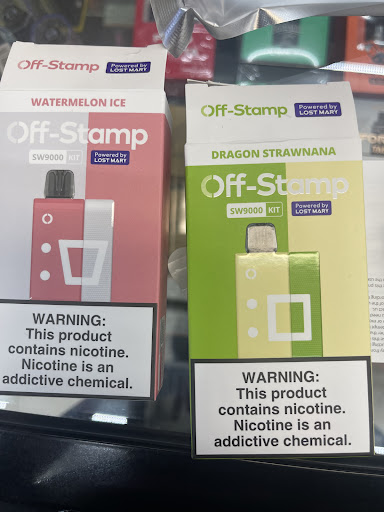 Off-Stamp
Powered by
LOST MARY
WATERMELON ICE
Off-Stamp
SW9000 KIT
Powered by
LOST MARY
WARNING:
This product
contains nicotine.
Nicotine is an
addictive chemical.
Off-Stamp
Powered by
LOST MARY
DRAGON STRAWNANA
Off-Stamp
SW9000 KIT
Powered by
LOST MARY
WARNING:
This product
contains nicotine.
Nicotine is an
addictive chemical.